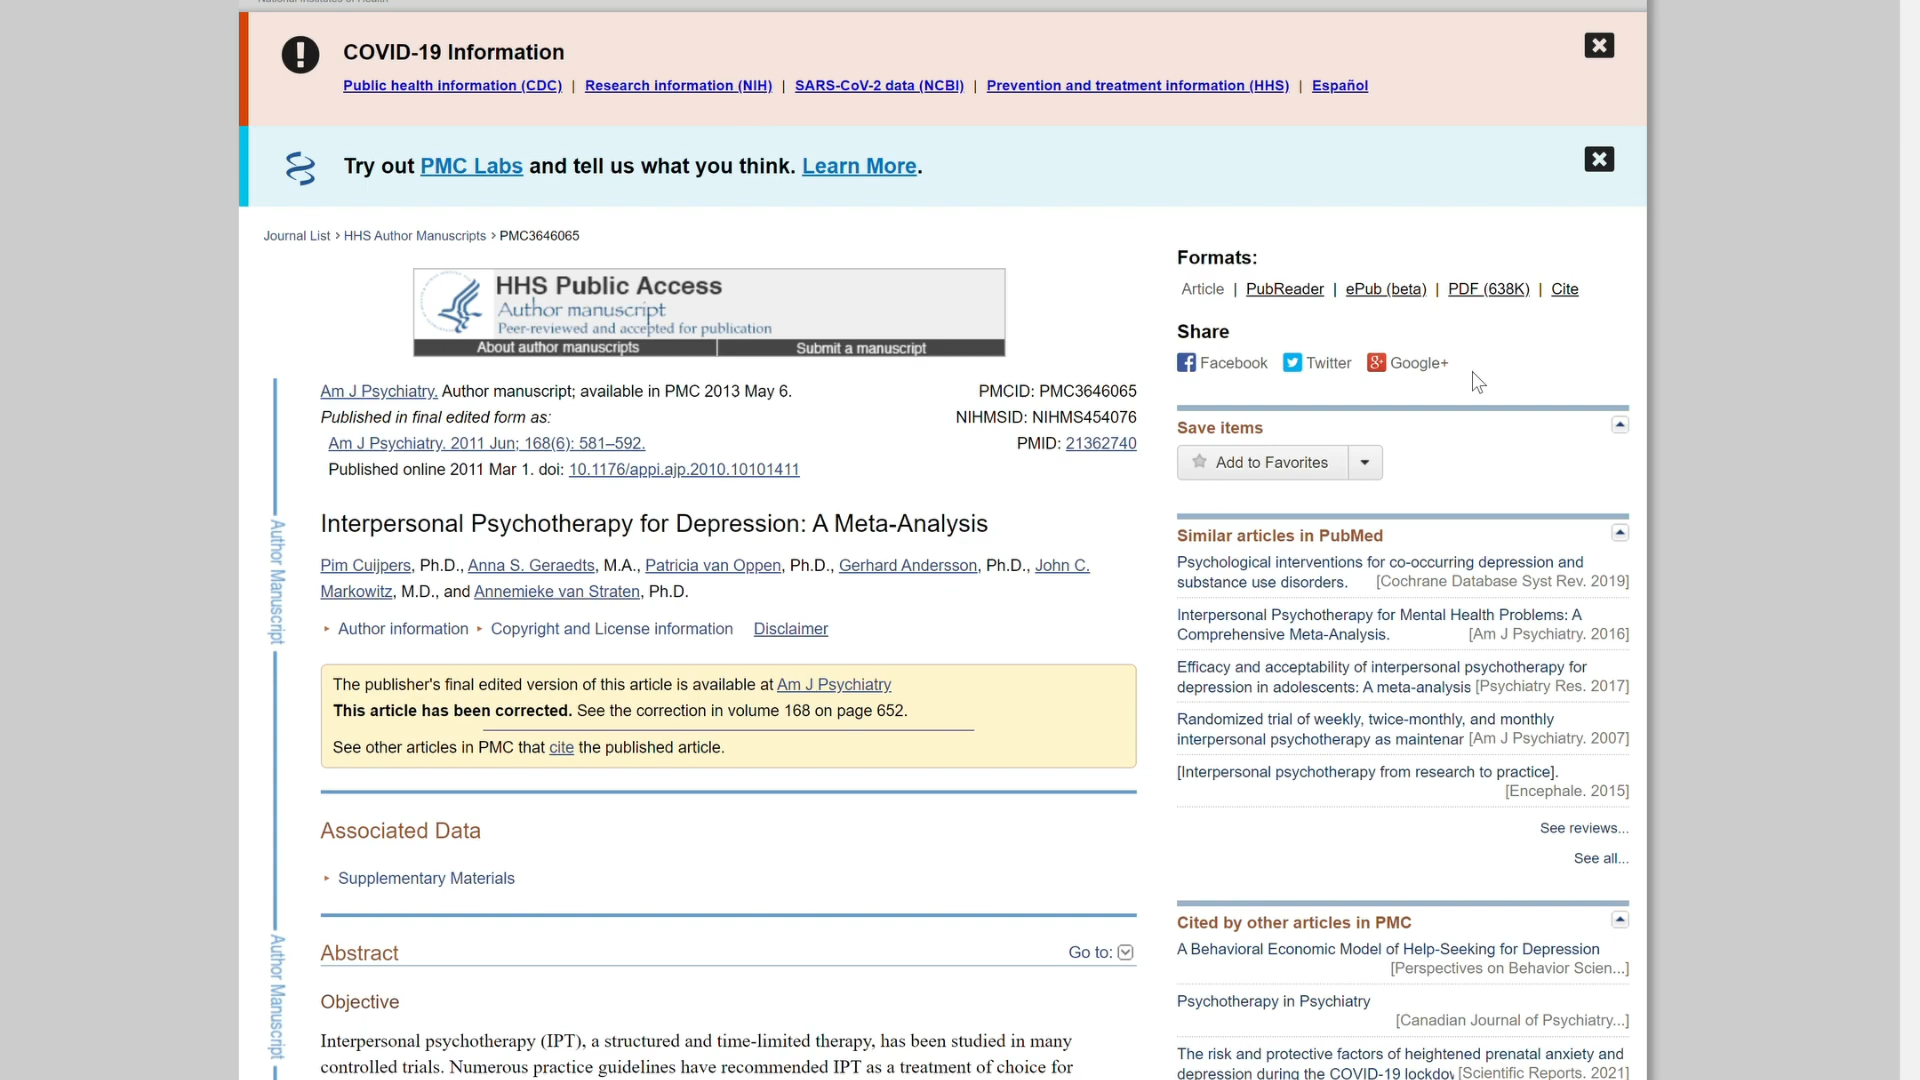 COVID-19 Information
Public health information (CDC) | Research information (NIH) | SARS-CoV-2 data (NCBI) | Prevention and treatment information (HHS) | Español
Try out PMC Labs and tell us what you think. Learn More.
Journal List > HHS Author Manuscripts > PMC3646065
HHS Public Access
Author manuscript
Peer-reviewed and accepted for publication
About author manuscripts
Submit a manuscript
Am J Psychiatry. Author manuscript; available in PMC 2013 May 6.
Published in final edited form as:
Am J Psychiatry. 2011 Jun; 168(6): 581–592.
Published online 2011 Mar 1. doi: 10.1176/appi.ajp.2010.10101411
PMCID: PMC3646065
NIHMSID: NIHMS454076
PMID: 21362740
Interpersonal Psychotherapy for Depression: A Meta-Analysis
Pim Cuijpers, Ph.D., Anna S. Geraedts, M.A., Patricia van Oppen, Ph.D., Gerhard Andersson, Ph.D., John C.
Markowitz, M.D., and Annemieke van Straten, Ph.D.
Author information Copyright and License information Disclaimer
The publisher's final edited version of this article is available at Am J Psychiatry
This article has been corrected. See the correction in volume 168 on page 652.
See other articles in PMC that cite the published article.
Associated Data
Supplementary Materials
Abstract
Go to:
Objective
Interpersonal psychotherapy (IPT), a structured and time-limited therapy, has been studied in many
controlled trials. Numerous practice guidelines have recommended IPT as a treatment of choice for
Author Manuscript
Author Manuscript
Formats:
Article | PubReader | ePub (beta) | PDF (638K) | Cite
Share
Facebook Twitter Google+
Save items
Add to Favorites
Similar articles in PubMed
Psychological interventions for co-occurring depression and
substance use disorders. [Cochrane Database Syst Rev. 2019]
Interpersonal Psychotherapy for Mental Health Problems: A
Comprehensive Meta-Analysis. [Am J Psychiatry. 2016]
Efficacy and acceptability of interpersonal psychotherapy for
depression in adolescents: A meta-analysis [Psychiatry Res. 2017]
Randomized trial of weekly, twice-monthly, and monthly
interpersonal psychotherapy as maintenar [Am J Psychiatry. 2007]
[Interpersonal psychotherapy from research to practice].
[Encephale. 2015]
See reviews...
See all...
Cited by other articles in PMC
A Behavioral Economic Model of Help-Seeking for Depression
[Perspectives on Behavior Scien...]
Psychotherapy in Psychiatry
[Canadian Journal of Psychiatry...]
The risk and protective factors of heightened prenatal anxiety and
depression during the COVID-19 lockdov [Scientific Reports. 2021]